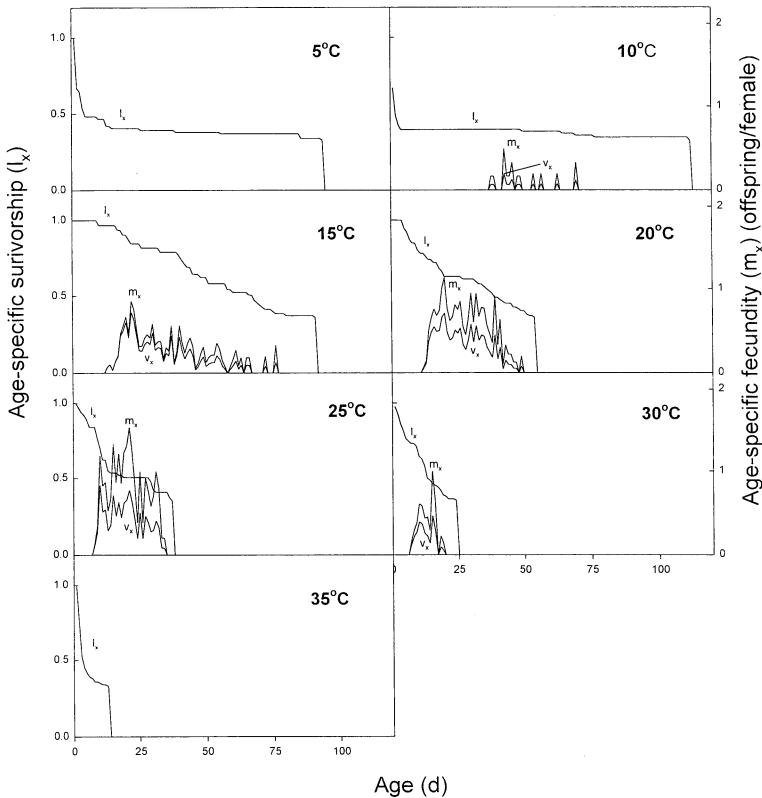 5°C
1.0
0.5
0.0
lₓ
10°C
2
1
0
lₓ
mₓ
vₓ
15°C
1.0
0.5
0.0
lₓ
mₓ
vₓ
20°C
2
1
0
lₓ
mₓ
vₓ
25°C
1.0
0.5
0.0
lₓ
mₓ
vₓ
30°C
2
1
0
lₓ
mₓ
vₓ
0 25 50 75 100
35°C
1.0
0.5
0.0
lₓ
0 25 50 75 100
Age (d)
Age-specific surivorship (lₓ)
Age-specific fecundity (mₓ) (offspring/female)